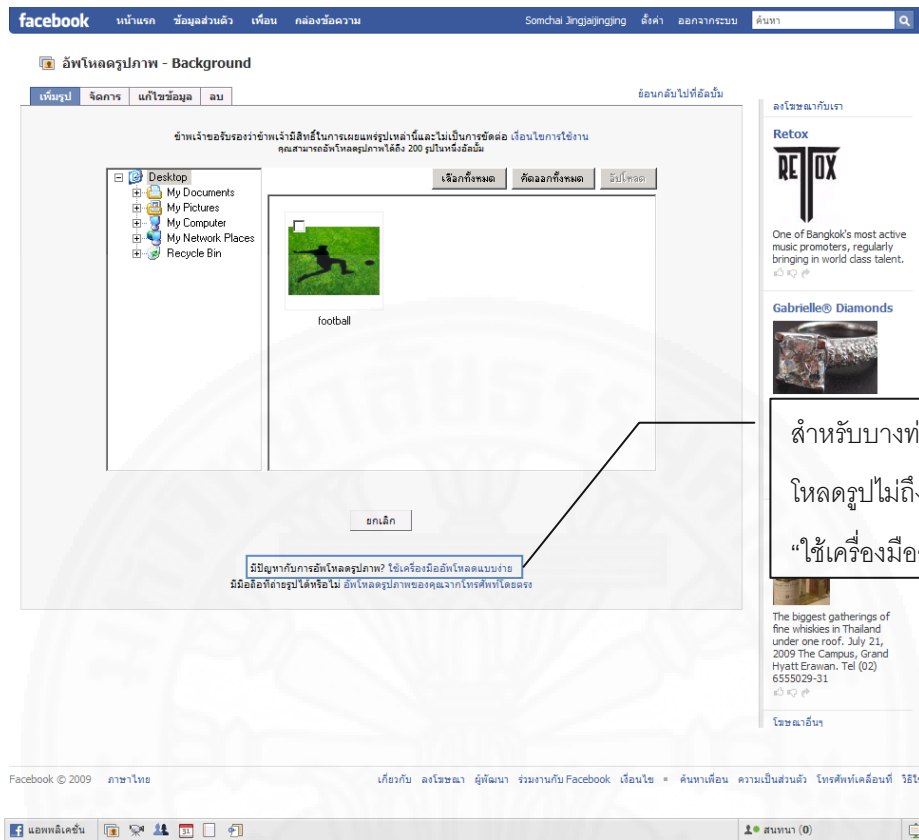 facebook หน้าแรก ข้อมูลส่วนตัว เพื่อน กล่องข้อความ Somchai Jingjaijingjing ตั้งค่า ออกจากระบบ ค้นหา
อัพโหลดรูปภาพ - Background
เพิ่มรูป จัดการ แก้ไขข้อมูล ลบ ย้อนกลับไปที่อัลบั้ม
ข้าพเจ้าขอรับรองว่าข้าพเจ้ามีสิทธิ์ในการเผยแพร่รูปเหล่านี้และไม่เป็นการขัดต่อ เงื่อนไขการใช้งาน
คุณสามารถอัพโหลดรูปภาพได้ถึง 200 รูปในหนึ่งอัลบั้ม
Desktop
My Documents
My Pictures
My Computer
My Network Places
Recycle Bin
เลือกทั้งหมด คัดออกทั้งหมด อัปโหลด
football
ยกเลิก
มีปัญหากับการอัพโหลดรูปภาพ? ใช้เครื่องมืออัพโหลดแบบง่าย
มีมือถือที่ถ่ายรูปได้หรือไม่ อัพโหลดรูปภาพของคุณจากโทรศัพท์โดยตรง
ลงโฆษณากับเรา
Retox
RETOX
One of Bangkok's most active
music promoters, regularly
bringing in world class talent.
Gabrielle® Diamonds
สำหรับบางท่
โหลดรูปไม่ถึ
“ใช้เครื่องมือ
The biggest gatherings of
fine whiskies in Thailand
under one roof. July 21,
2009 The Campus, Grand
Hyatt Erawan. Tel (02)
6555029-31
โฆษณาอื่นๆ
Facebook © 2009 ภาษาไทย เกี่ยวกับ ลงโฆษณา ผู้พัฒนา ร่วมงานกับ Facebook เงื่อนไข ค้นหาเพื่อน ความเป็นส่วนตัว โทรศัพท์เคลื่อนที่ วิธีใช้
แอพพลิเคชั่น 31 สนทนา (0)